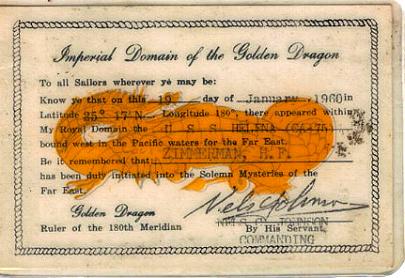 Imperial Domain of the Golden Dragon
To all Sailors wherever ye may be:
Know ye that on this 19 day of January 1960 in
Latitude 25° 17'N Longitude 180°, there appeared within
My Royal Domain the U S S HELENA (CA-75
bound west in the Pacific waters for the Far East.
Be it remembered that ZIMMERMAN, H. P.
has been duly initiated into the Solemn Mysteries of the
Far East.
Golden Dragon
Ruler of the 180th Meridian
JOHNSON
By His Servant,
COMMANDING